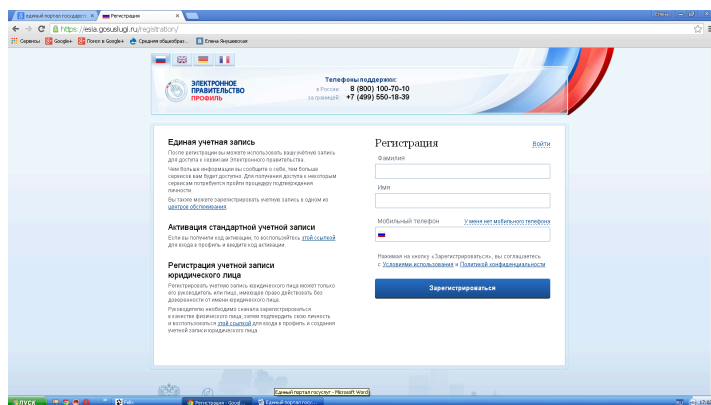 единый портал государст
Регистрация
https://esia.gosuslugi.ru/registration/
Сервисы
Google+
Поиск в Google+
Средняя общеобраз...
Елена Янушевская
ЭЛЕКТРОННОЕ
ПРАВИТЕЛЬСТВО
ПРОФИЛЬ
Телефоны поддержки:
в России: 8 (800) 100-70-10
за границей: +7 (499) 550-18-39
Единая учетная запись
После регистрации вы можете использовать вашу учётную запись
для доступа к сервисам Электронного правительства.
Чем больше информации вы сообщите о себе, тем больше
сервисов вам будет доступно. Для получения доступа к некоторым
сервисам потребуется пройти процедуру подтверждения
личности.
Вы также можете зарегистрировать учетную запись в одном из
центров обслуживания.
Активация стандартной учетной записи
Если вы получили код активации, то воспользуйтесь этой ссылкой
для входа в профиль и введите код активации.
Регистрация учетной записи
юридического лица
Регистрировать учетную запись юридического лица может только
его руководитель или лицо, имеющее право действовать без
доверенности от имени юридического лица.
Руководителю необходимо сначала зарегистрироваться
в качестве физического лица, затем подтвердить свою личность
и воспользоваться этой ссылкой для входа в профиль и создания
учетной записи юридического лица.
Регистрация
Войти
Фамилия
Имя
Мобильный телефон
У меня нет мобильного телефона
Нажимая на кнопку «Зарегистрироваться», вы соглашаетесь
с Условиями использования и Политикой конфиденциальности
Зарегистрироваться
Единый портал госуслуг - Microsoft Word
пуск
Регистрация - Googl...
Единый портал госу...
17:02